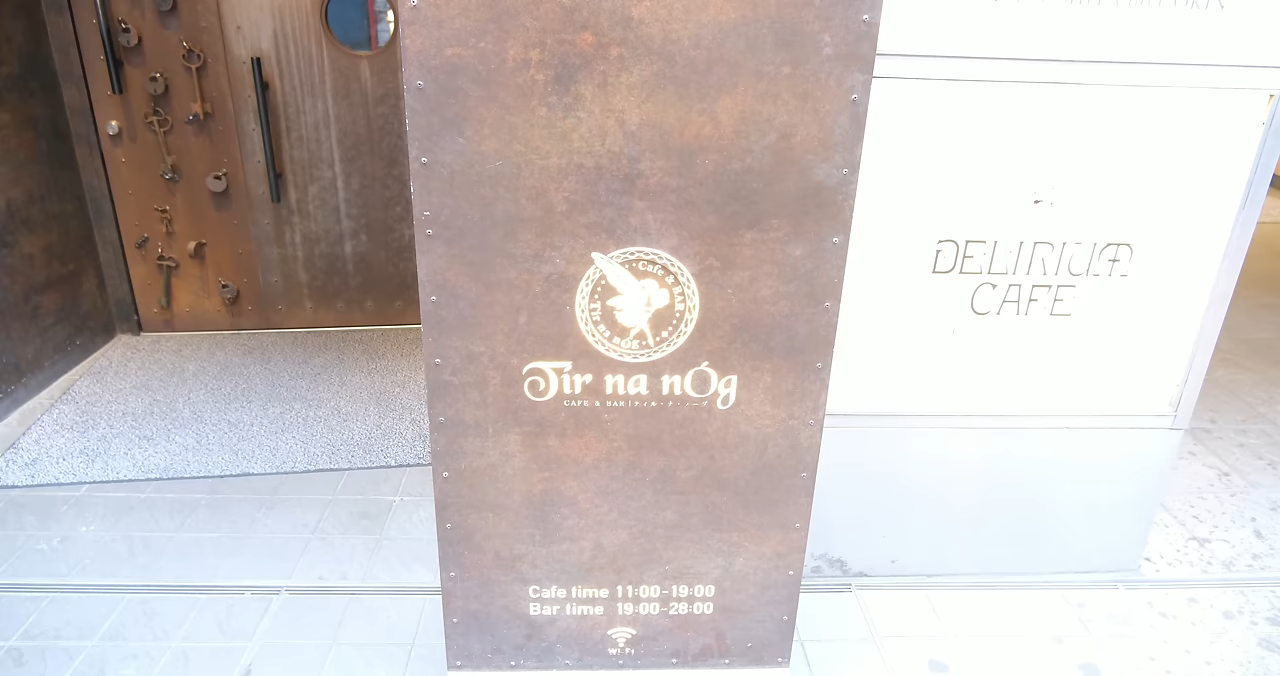 Cafe & BAR
Tir na nÓg
Tir na nÓg
CAFE & BAR | ティル・ナ・ノーグ
Cafe time 11:00-19:00
Bar time 19:00-28:00
Wi-Fi
DELIRIUM
CAFE